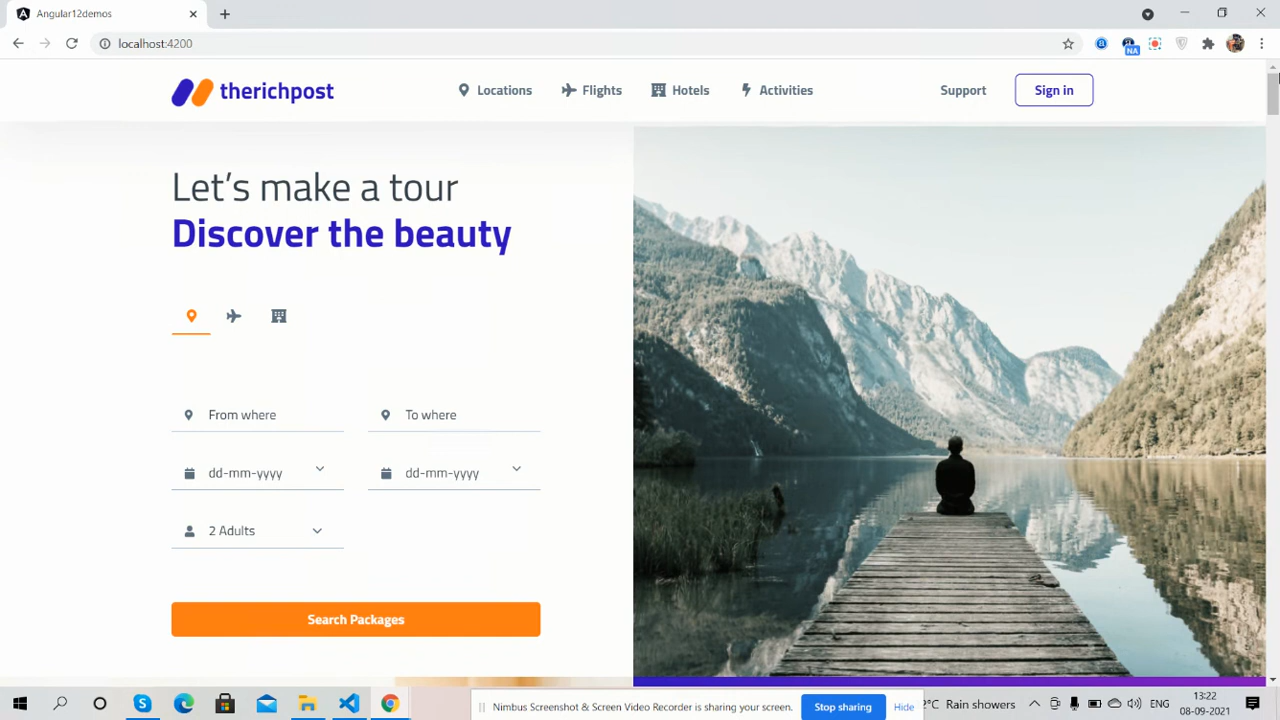 Angular12demos
localhost:4200
NA
therichpost
Locations
Flights
Hotels
Activities
Support
Sign in
Let's make a tour
Discover the beauty
From where
To where
dd-mm-yyyy
dd-mm-yyyy
2 Adults
Search Packages
Nimbus Screenshot & Screen Video Recorder is sharing your screen.
Stop sharing
Hide
2°C Rain showers
ENG
13:22
08-09-2021